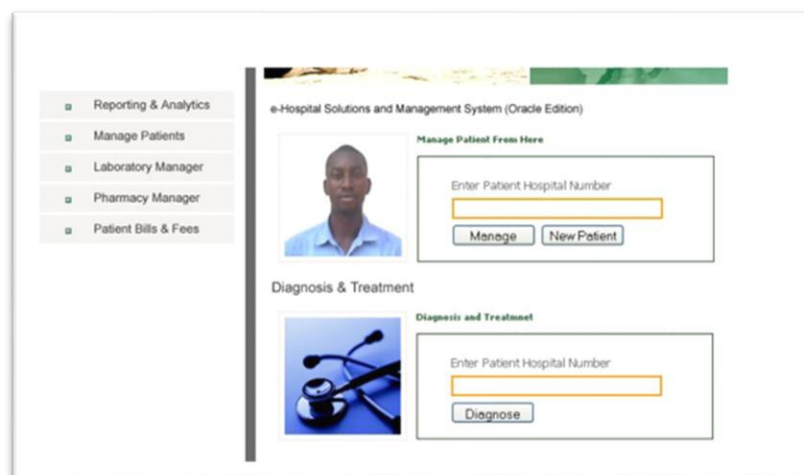 Reporting & Analytics
Manage Patients
Laboratory Manager
Pharmacy Manager
Patient Bills & Fees
e-Hospital Solutions and Management System (Oracle Edition)
Manage Patient From Here
Enter Patient Hospital Number
Manage
New Patient
Diagnosis & Treatment
Diagnosis and Treatmnet
Enter Patient Hospital Number
Diagnose